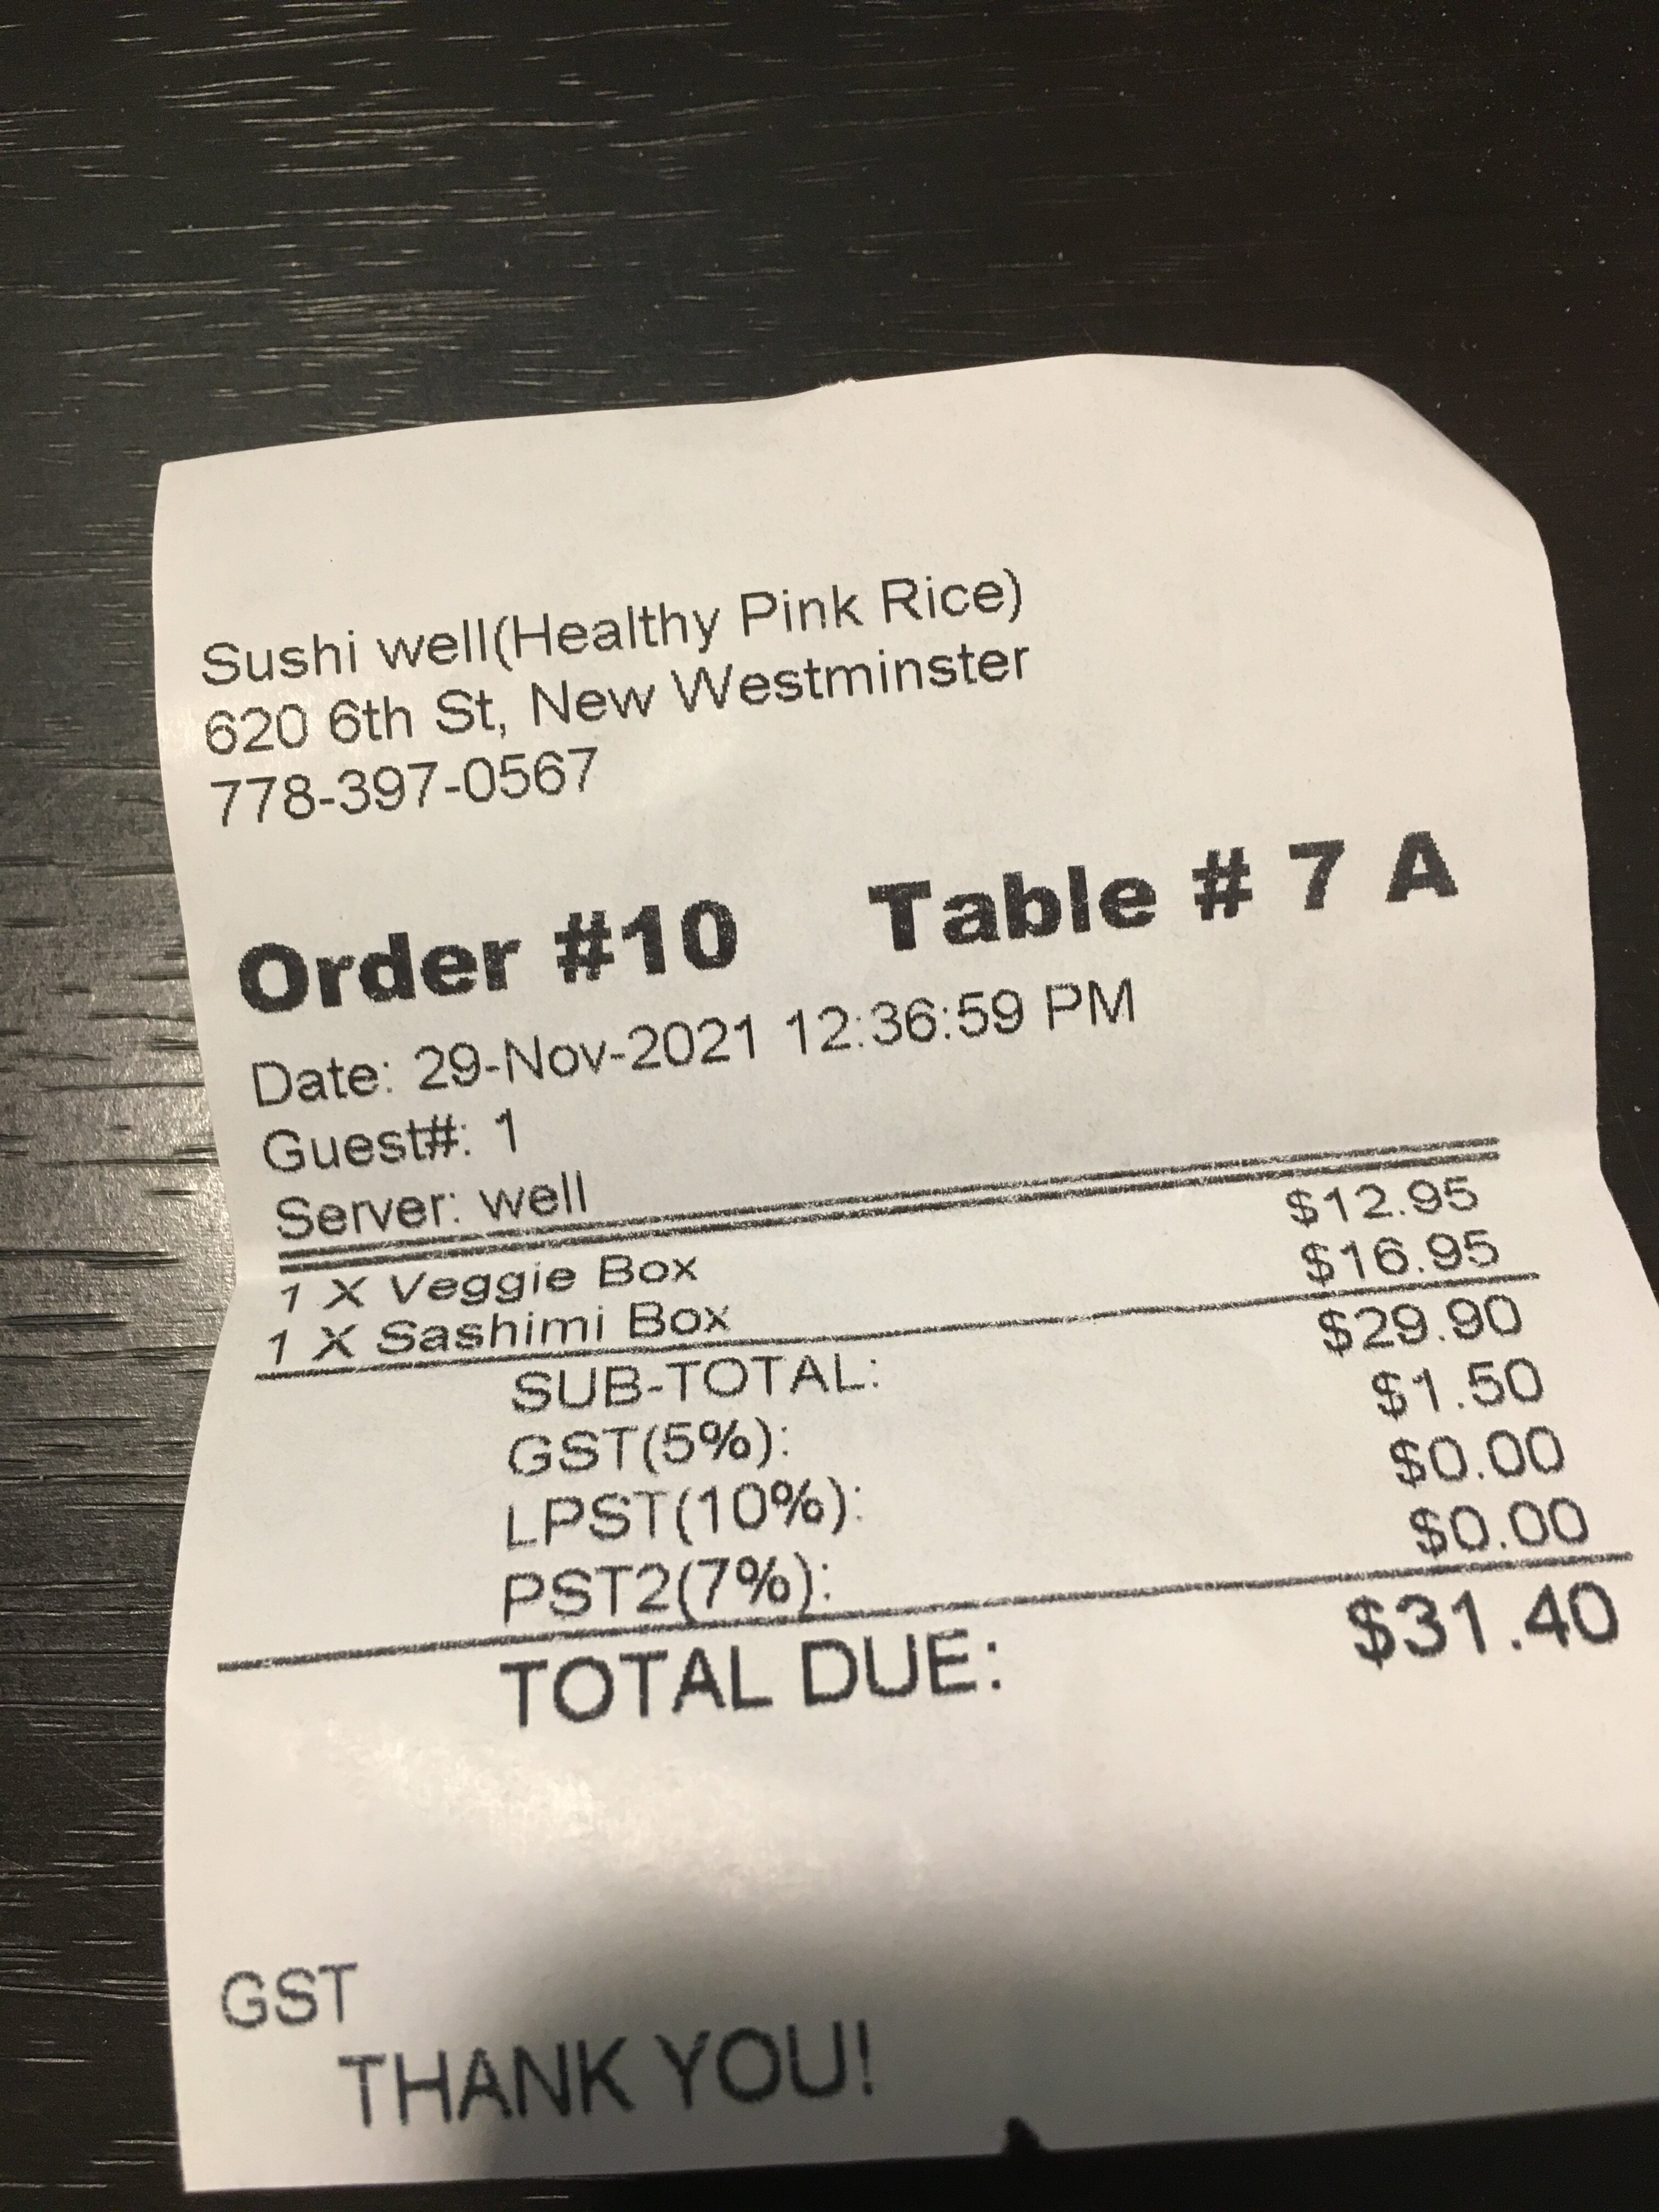 Sushi well(Healthy Pink Rice)
620 6th St, New Westminster
778-397-0567
Order #10 Table # 7 A
Date: 29-Nov-2021 12:36:59 PM
Guest#: 1
Server: well
1 X Veggie Box $12.95
1 X Sashimi Box $16.95
SUB-TOTAL: $29.90
GST(5%): $1.50
LPST(10%): $0.00
PST2(7%): $0.00
TOTAL DUE: $31.40
GST
THANK YOU!